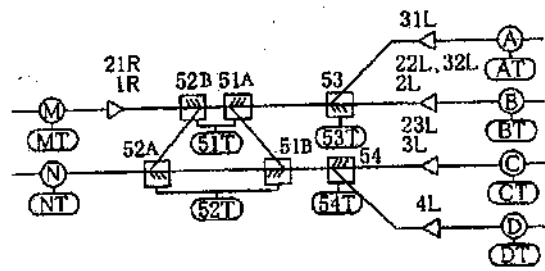 31L
A
AT
21R
1R
52B 51A
53
22L、32L
2L
M
B
MT
51T
53T
BT
52A
51B
54
23L
3L
N
C
NT
52T
54T
CT
4L
D
DT